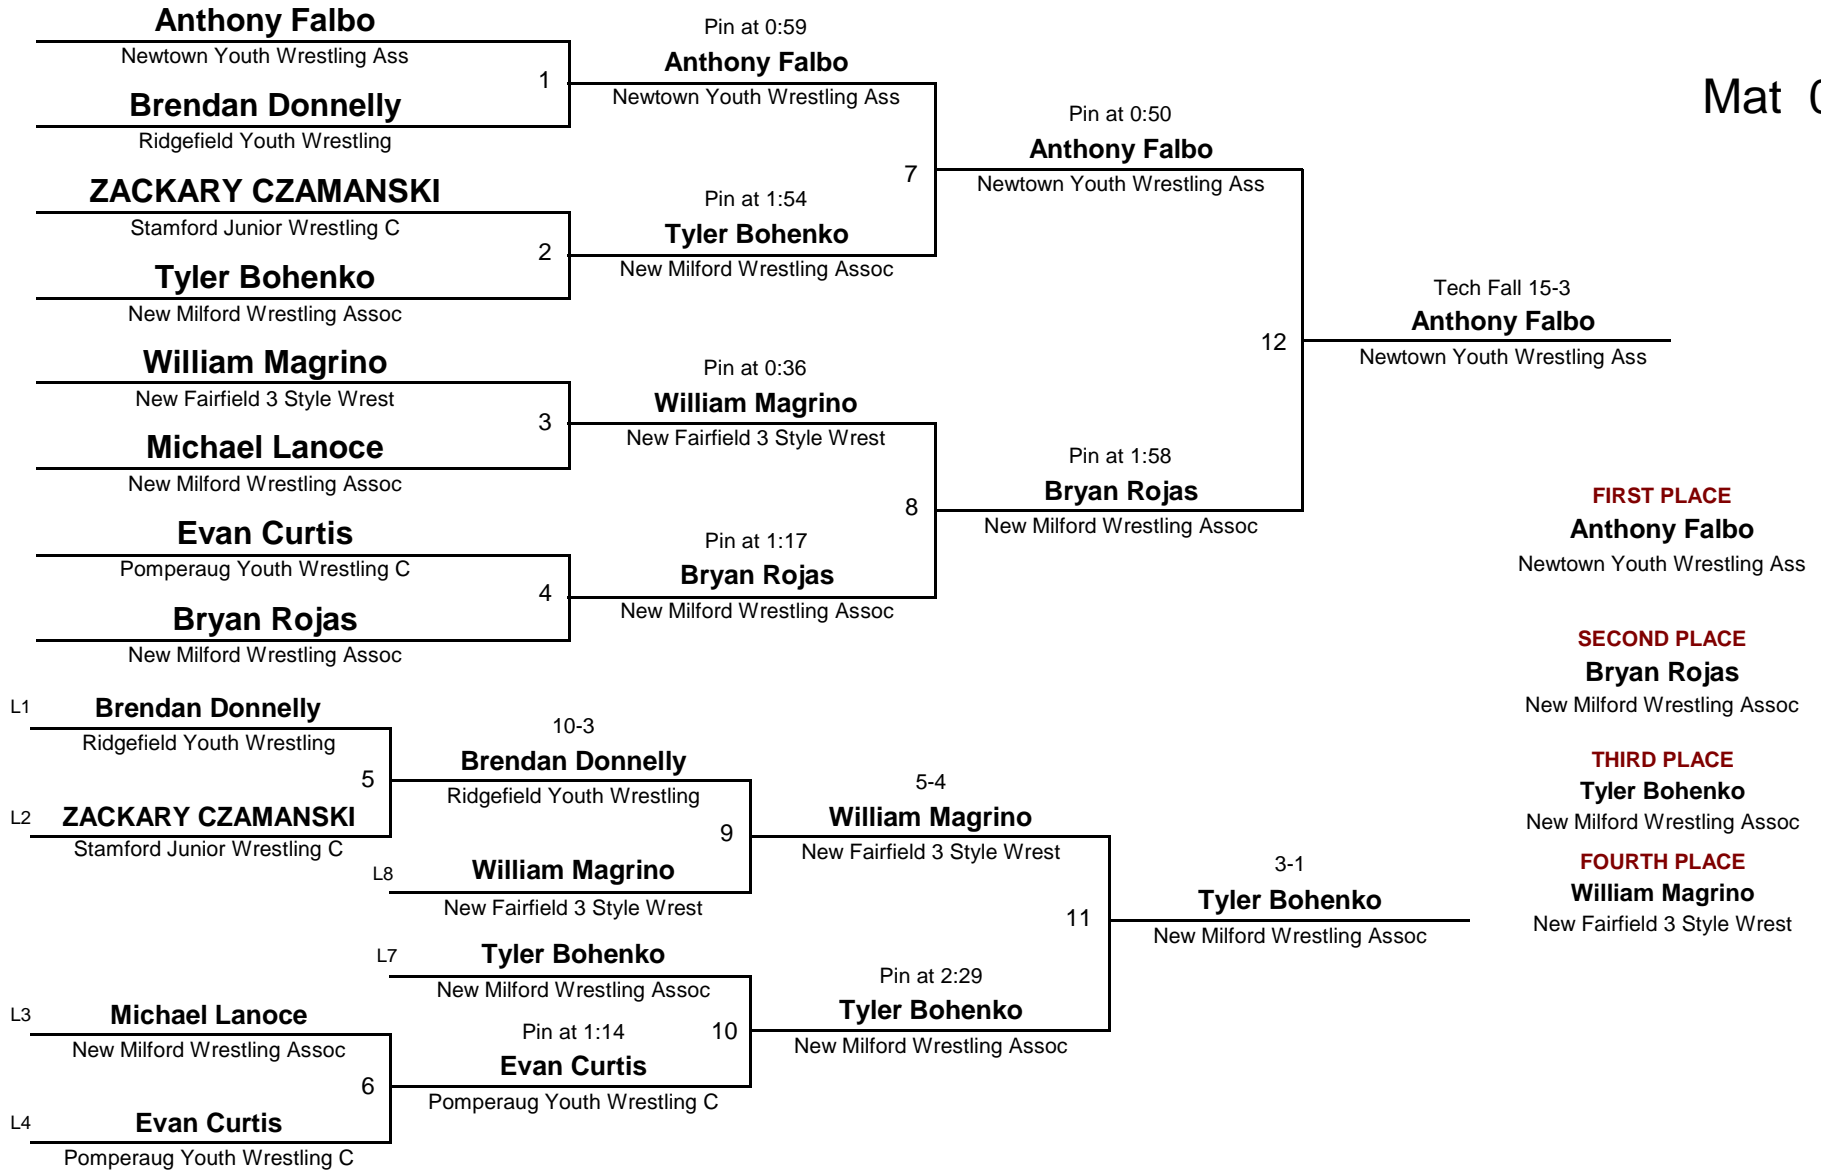 Anthony Falbo
Newtown Youth Wrestling Ass
1
Brendan Donnelly
Ridgefield Youth Wrestling
ZACKARY CZAMANSKI
Stamford Junior Wrestling C
2
Tyler Bohenko
New Milford Wrestling Assoc
William Magrino
New Fairfield 3 Style Wrest
3
Michael Lanoce
New Milford Wrestling Assoc
Evan Curtis
Pomperaug Youth Wrestling C
4
Bryan Rojas
New Milford Wrestling Assoc
Pin at 0:59
Anthony Falbo
Newtown Youth Wrestling Ass
7
Pin at 1:54
Tyler Bohenko
New Milford Wrestling Assoc
Pin at 0:36
William Magrino
New Fairfield 3 Style Wrest
8
Pin at 1:17
Bryan Rojas
New Milford Wrestling Assoc
Pin at 0:50
Anthony Falbo
Newtown Youth Wrestling Ass
12
Pin at 1:58
Bryan Rojas
New Milford Wrestling Assoc
Mat 0
Tech Fall 15-3
Anthony Falbo
Newtown Youth Wrestling Ass
FIRST PLACE
Anthony Falbo
Newtown Youth Wrestling Ass
SECOND PLACE
Bryan Rojas
New Milford Wrestling Assoc
THIRD PLACE
Tyler Bohenko
New Milford Wrestling Assoc
FOURTH PLACE
William Magrino
New Fairfield 3 Style Wrest
L1
Brendan Donnelly
Ridgefield Youth Wrestling
5
L2
ZACKARY CZAMANSKI
Stamford Junior Wrestling C
10-3
Brendan Donnelly
Ridgefield Youth Wrestling
9
L8
William Magrino
New Fairfield 3 Style Wrest
L7
Tyler Bohenko
New Milford Wrestling Assoc
L3
Michael Lanoce
New Milford Wrestling Assoc
6
L4
Evan Curtis
Pomperaug Youth Wrestling C
Pin at 1:14
10
Evan Curtis
Pomperaug Youth Wrestling C
5-4
William Magrino
New Fairfield 3 Style Wrest
11
Pin at 2:29
Tyler Bohenko
New Milford Wrestling Assoc
3-1
Tyler Bohenko
New Milford Wrestling Assoc